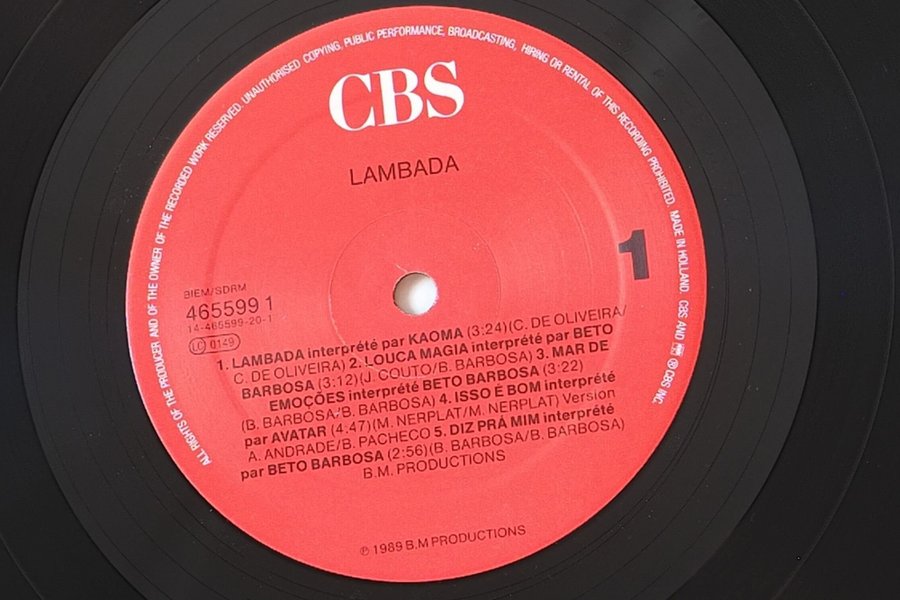 ALL RIGHTS OF THE PRODUCER AND OF THE OWNER OF THE RECORDED WORK RESERVED. UNAUTHORISED COPYING, PUBLIC PERFORMANCE, BROADCASTING, HIRING OR RENTAL OF THIS RECORDING PROHIBITED. MADE IN HOLLAND CBS AND ® CBS INC.
CBS
LAMBADA
1
BIEM/SDRM
465599 1
14-465599-20-1
LC 0149
1. LAMBADA interprété par KAOMA (3:24)(C. DE OLIVEIRA/
C. DE OLIVEIRA) 2. LOUCA MAGIA interprété par BETO
BARBOSA (3:12)(J. COUTO/B. BARBOSA) 3. MAR DE
EMOÇÕES interprété BETO BARBOSA (3:22)
(B. BARBOSA/B. BARBOSA) 4. ISSO É BOM interprété
par AVATAR (4:47)(M. NERPLAT/M. NERPLAT) Version
A. ANDRADE/B. PACHECO 5. DIZ PRÀ MIM interprété
par BETO BARBOSA (2:56)(B. BARBOSA/B. BARBOSA)
B.M. PRODUCTIONS
℗ 1989 B.M PRODUCTIONS